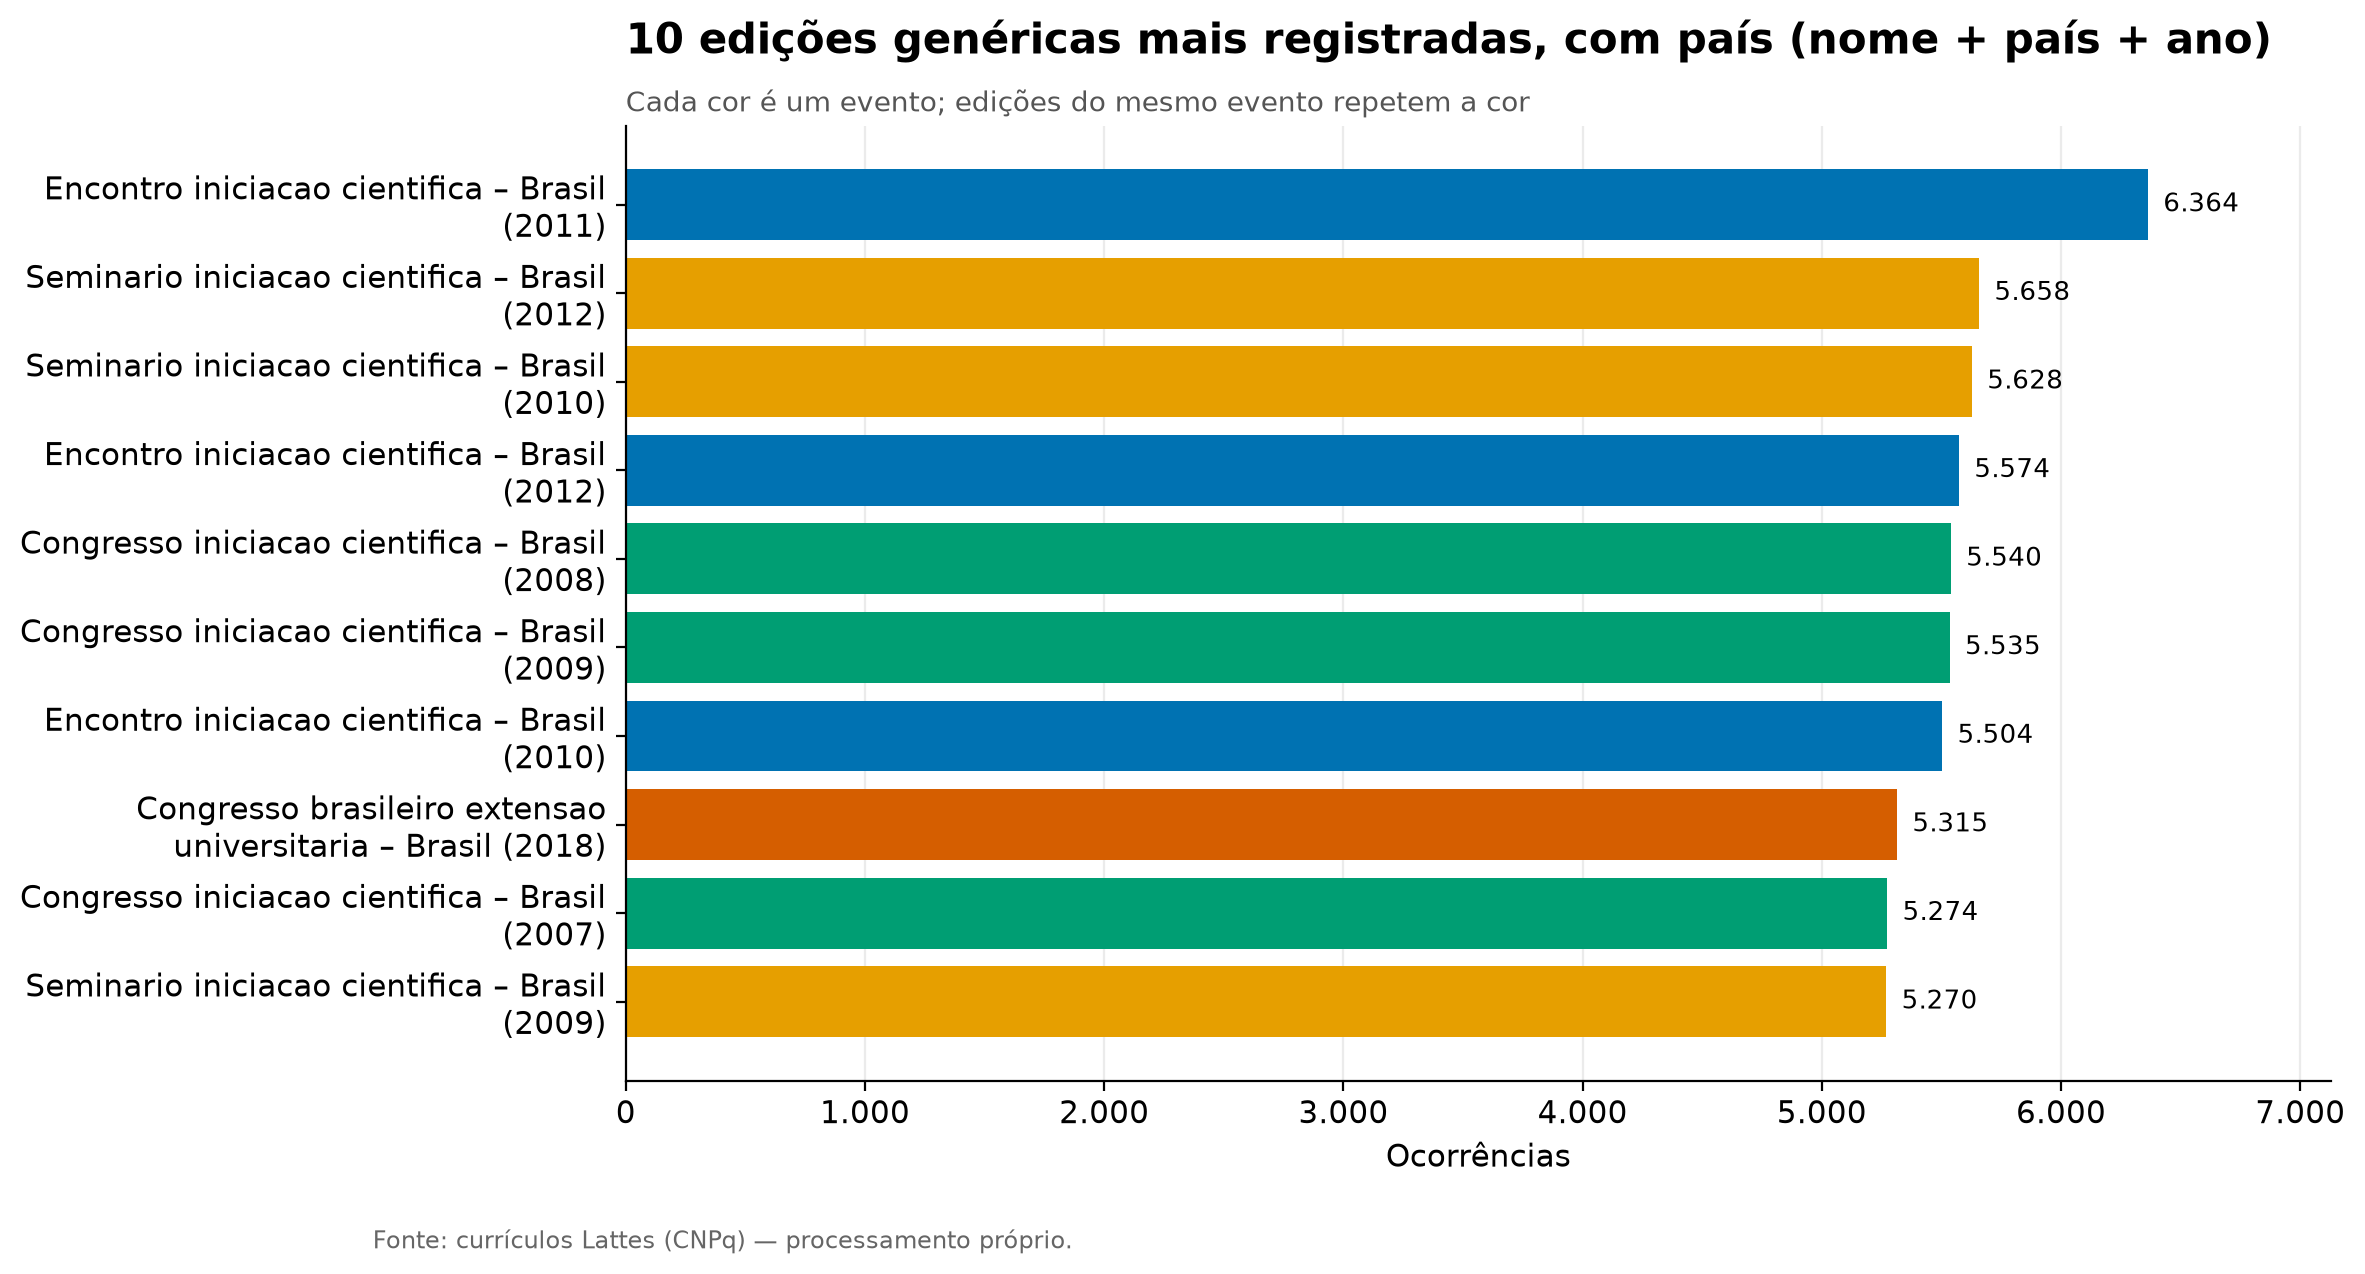 10 edições genéricas mais registradas, com país (nome + país + ano)
Cada cor é um evento; edições do mesmo evento repetem a cor
Encontro iniciacao cientifica – Brasil
(2011)
6.364
Seminario iniciacao cientifica – Brasil
(2012)
5.658
Seminario iniciacao cientifica – Brasil
(2010)
5.628
Encontro iniciacao cientifica – Brasil
(2012)
5.574
Congresso iniciacao cientifica – Brasil
(2008)
5.540
Congresso iniciacao cientifica – Brasil
(2009)
5.535
Encontro iniciacao cientifica – Brasil
(2010)
5.504
Congresso brasileiro extensao
universitaria – Brasil (2018)
5.315
Congresso iniciacao cientifica – Brasil
(2007)
5.274
Seminario iniciacao cientifica – Brasil
(2009)
5.270
0 1.000 2.000 3.000 4.000 5.000 6.000 7.000
Ocorrências
Fonte: currículos Lattes (CNPq) — processamento próprio.